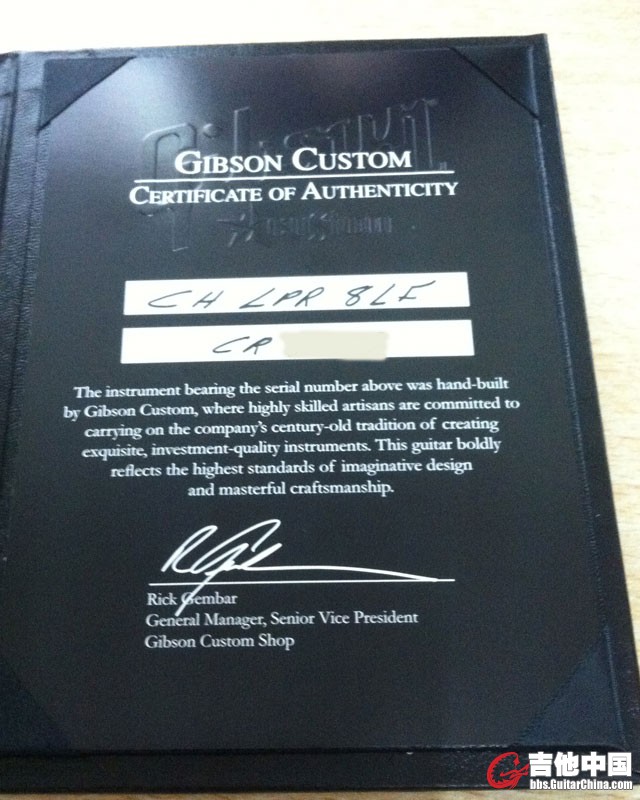 GIBSON CUSTOM
CERTIFICATE OF AUTHENTICITY
CH LPR 8LF
CR
The instrument bearing the serial number above was hand-built
by Gibson Custom, where highly skilled artisans are committed to
carrying on the company's century-old tradition of creating
exquisite, investment-quality instruments. This guitar boldly
reflects the highest standards of imaginative design
and masterful craftsmanship.
Rick Gembar
General Manager, Senior Vice President
Gibson Custom Shop
吉他中国
bbs.GuitarChina.com